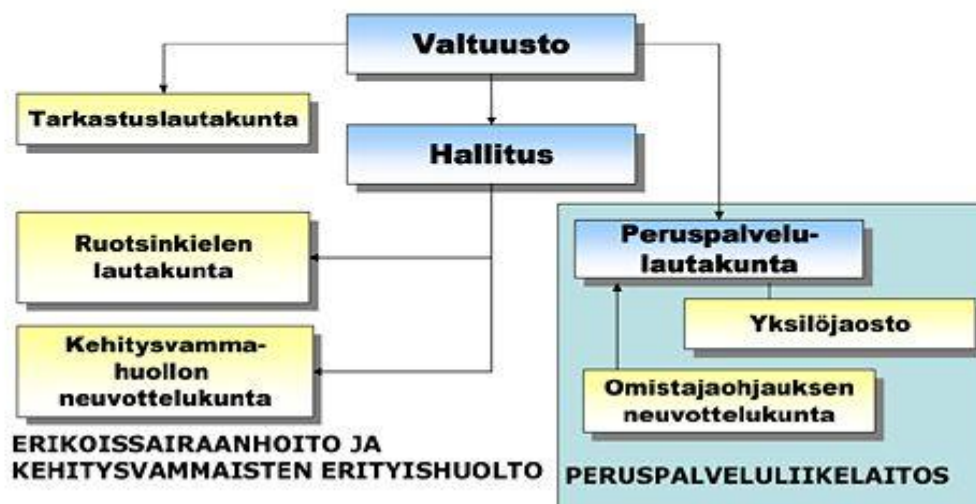 Valtuusto
Tarkastuslautakunta
Hallitus
Ruotsinkielen
lautakunta
Kehitysvamma-
huollon
neuvottelukunta
ERIKOISSAIRAANHOITO JA
KEHITYSVAMMAISTEN ERITYISHUOLTO
Peruspalvelu-
lautakunta
Yksilöjaosto
Omistajaohjauksen
neuvottelukunta
PERUSPALVELULIIKELAITOS